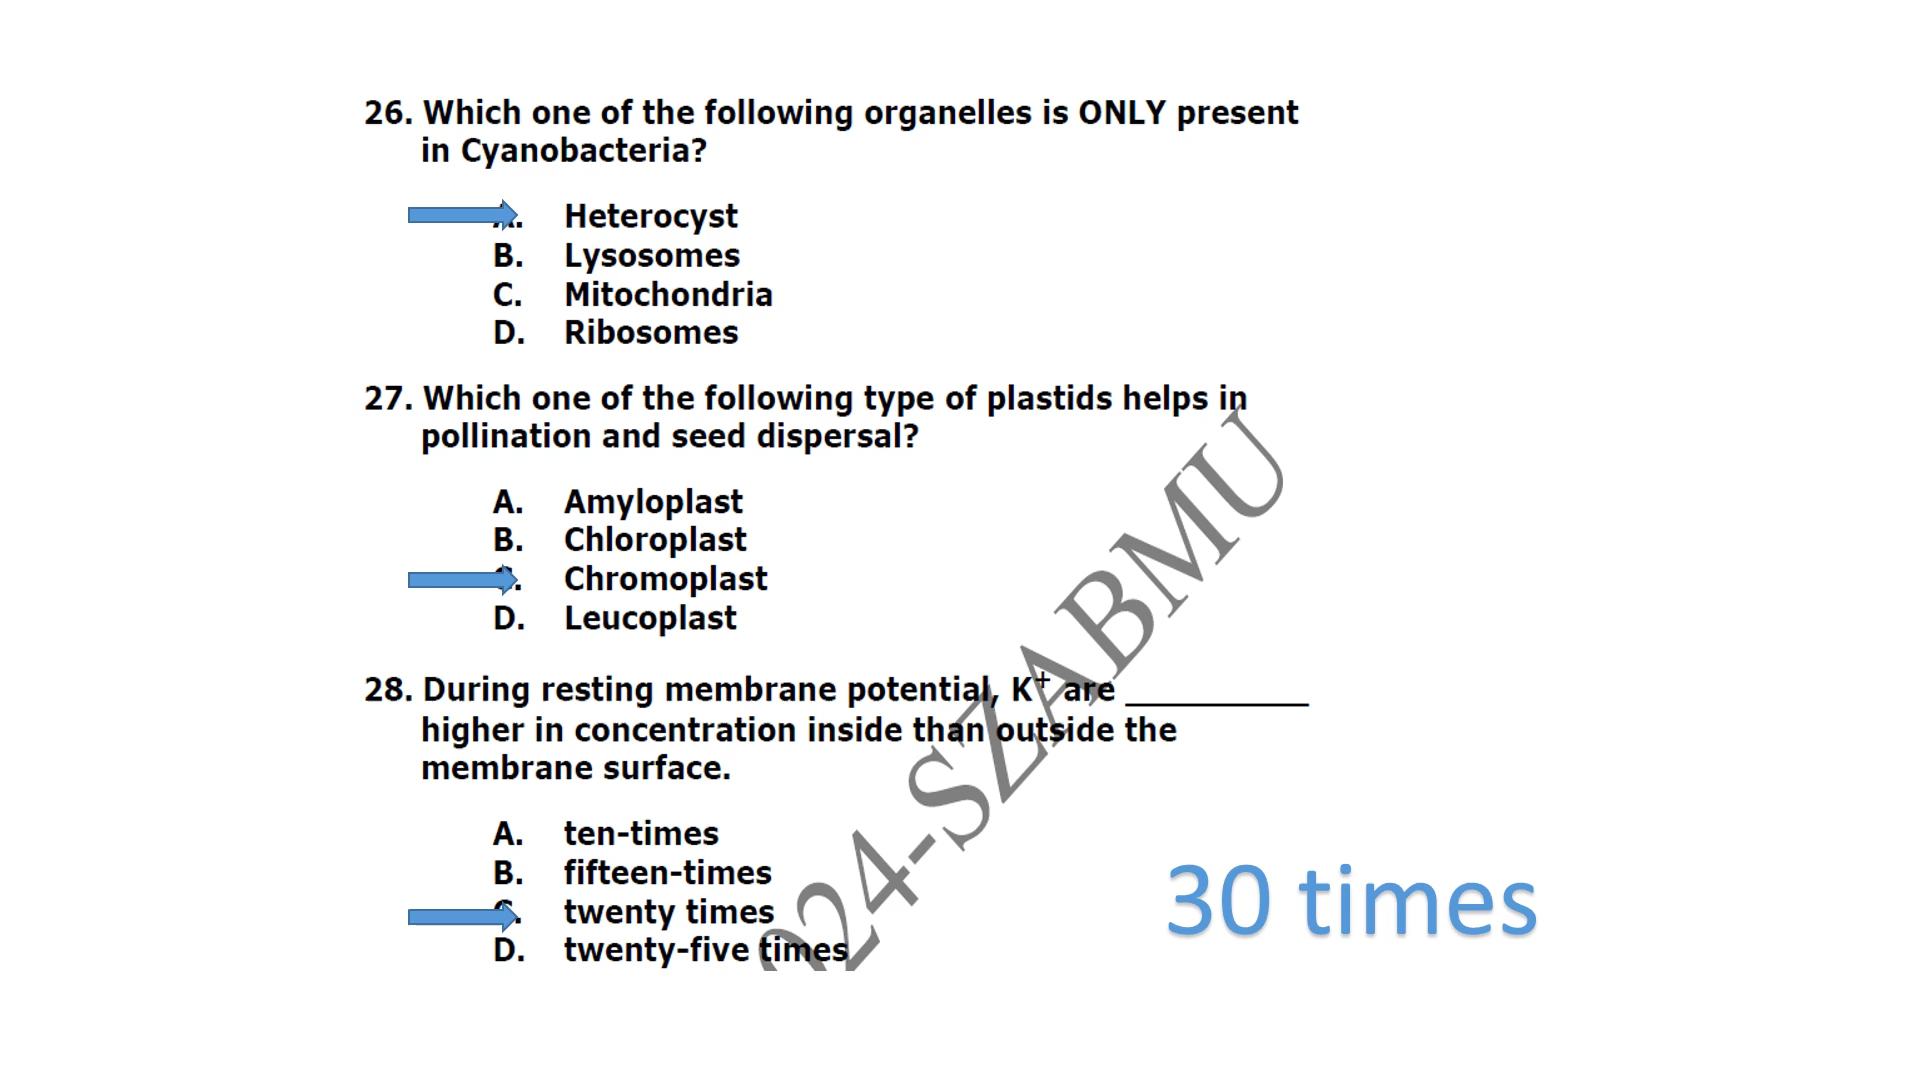 26. Which one of the following organelles is ONLY present
in Cyanobacteria?
A. Heterocyst
B. Lysosomes
C. Mitochondria
D. Ribosomes
27. Which one of the following type of plastids helps in
pollination and seed dispersal?
A. Amyloplast
B. Chloroplast
C. Chromoplast
D. Leucoplast
28. During resting membrane potential, K⁺ are ___________
higher in concentration inside than outside the
membrane surface.
A. ten-times
B. fifteen-times
C. twenty times
D. twenty-five times
30 times
024-SZABMU